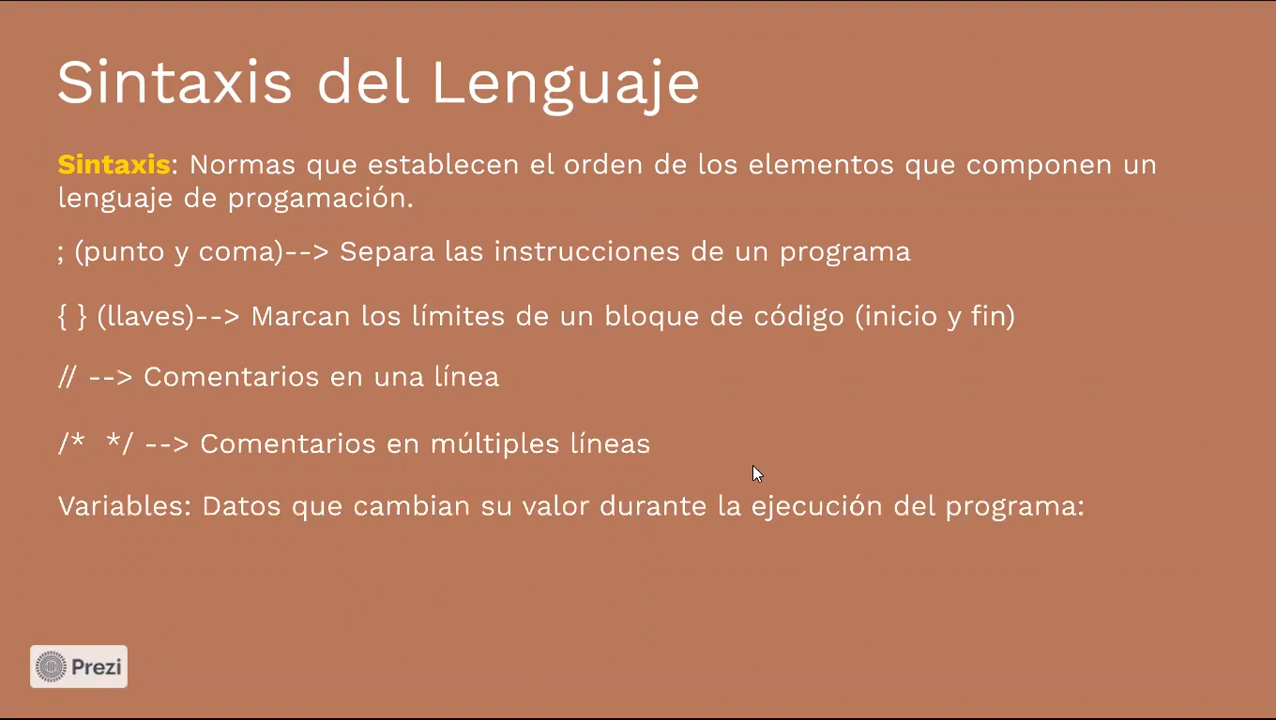 Sintaxis del Lenguaje
Sintaxis: Normas que establecen el orden de los elementos que componen un
lenguaje de progamación.
; (punto y coma)--> Separa las instrucciones de un programa
{ } (llaves)--> Marcan los límites de un bloque de código (inicio y fin)
// --> Comentarios en una línea
/*  */ --> Comentarios en múltiples líneas
Variables: Datos que cambian su valor durante la ejecución del programa:
Prezi